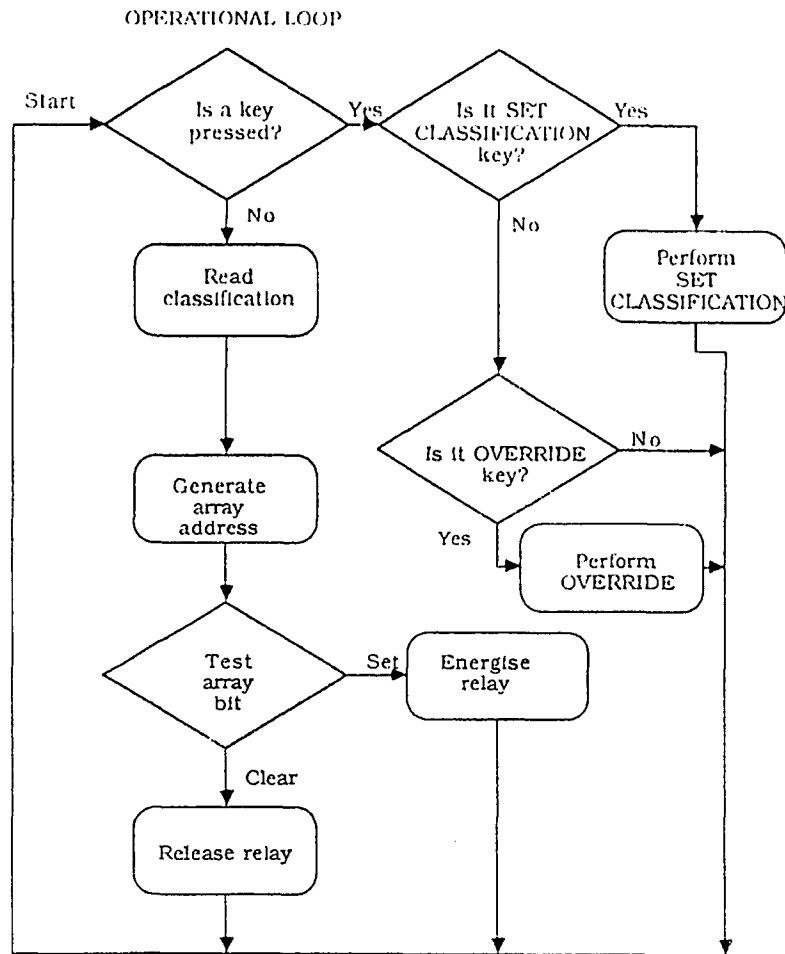 OPERATIONAL LOOP
Start
Is a key
pressed?
Yes
Is it SET
CLASSIFICATION
key?
Yes
No
Read
classification
No
Perform
SET
CLASSIFICATION
Is it OVERRIDE
key?
No
Generate
array
address
Yes
Perform
OVERRIDE
Test
array
bit
Set
Energise
relay
Clear
Release relay